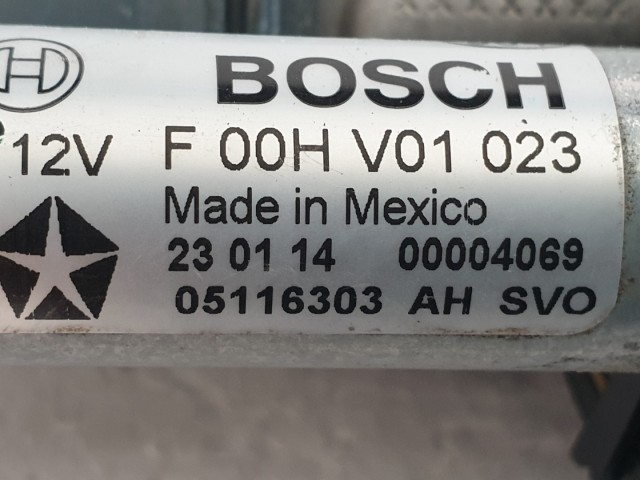 BOSCH
12V F 00H V01 023
Made in Mexico
23 01 14 00004069
05116303 AH SVO